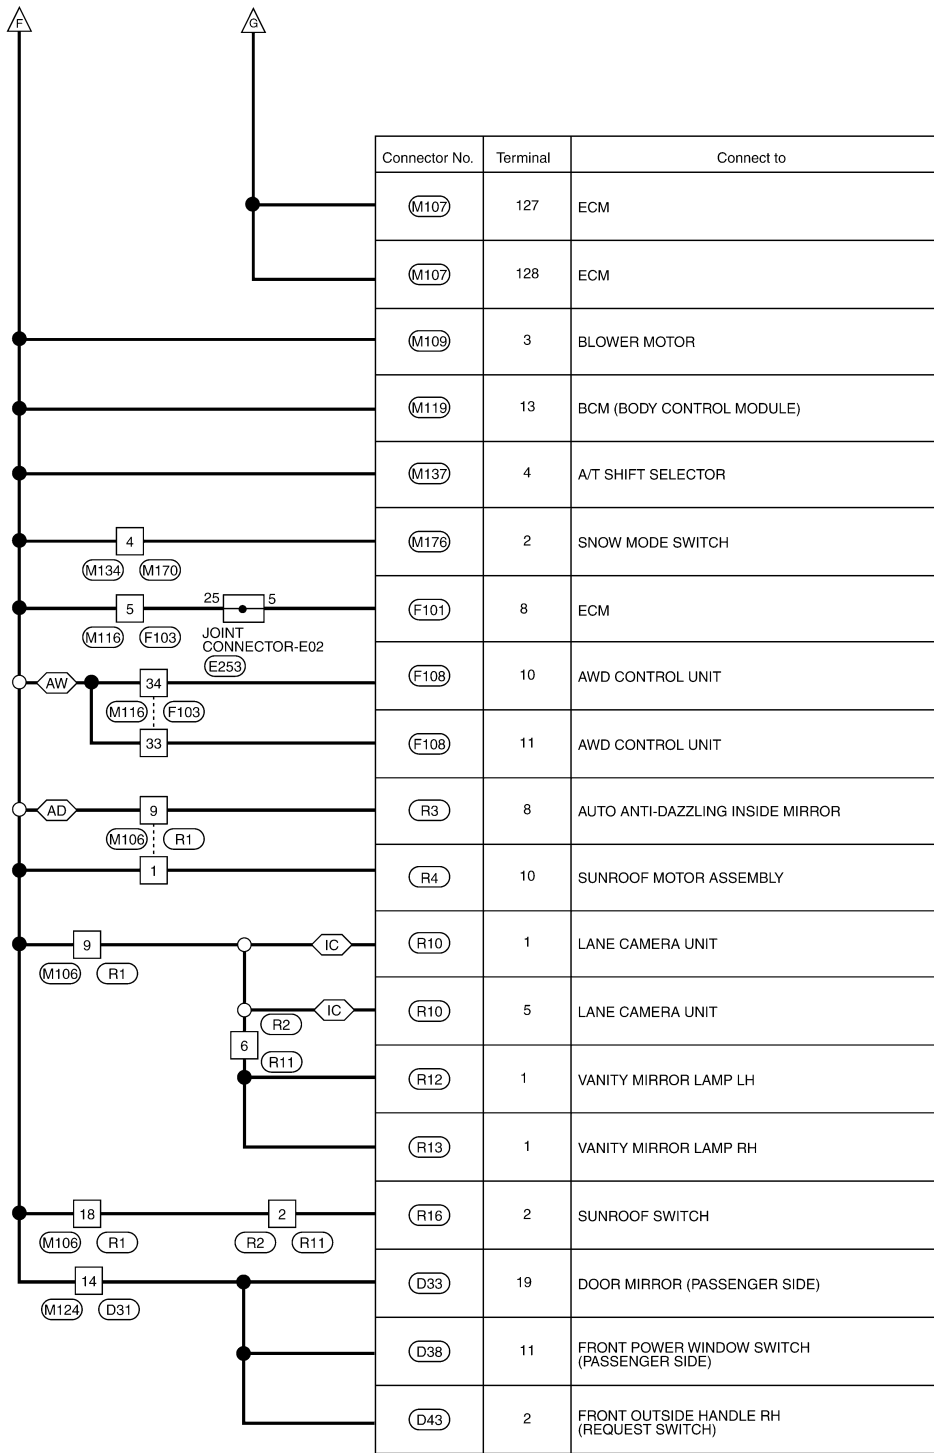 F
G
Connector No. Terminal Connect to
M107 127 ECM
M107 128 ECM
M109 3 BLOWER MOTOR
M119 13 BCM (BODY CONTROL MODULE)
M137 4 A/T SHIFT SELECTOR
4 M176 2 SNOW MODE SWITCH
M134 M170
5 25 5 F101 8 ECM
M116 F103 JOINT
CONNECTOR-E02
E253
AW 34 F108 10 AWD CONTROL UNIT
M116 F103
33 F108 11 AWD CONTROL UNIT
AD 9 R3 8 AUTO ANTI-DAZZLING INSIDE MIRROR
M106 R1
1 R4 10 SUNROOF MOTOR ASSEMBLY
9 IC R10 1 LANE CAMERA UNIT
M106 R1
IC R10 5 LANE CAMERA UNIT
R2
6
R11
R12 1 VANITY MIRROR LAMP LH
R13 1 VANITY MIRROR LAMP RH
18 2 R16 2 SUNROOF SWITCH
M106 R1 R2 R11
14 D33 19 DOOR MIRROR (PASSENGER SIDE)
M124 D31
D38 11 FRONT POWER WINDOW SWITCH
(PASSENGER SIDE)
D43 2 FRONT OUTSIDE HANDLE RH
(REQUEST SWITCH)